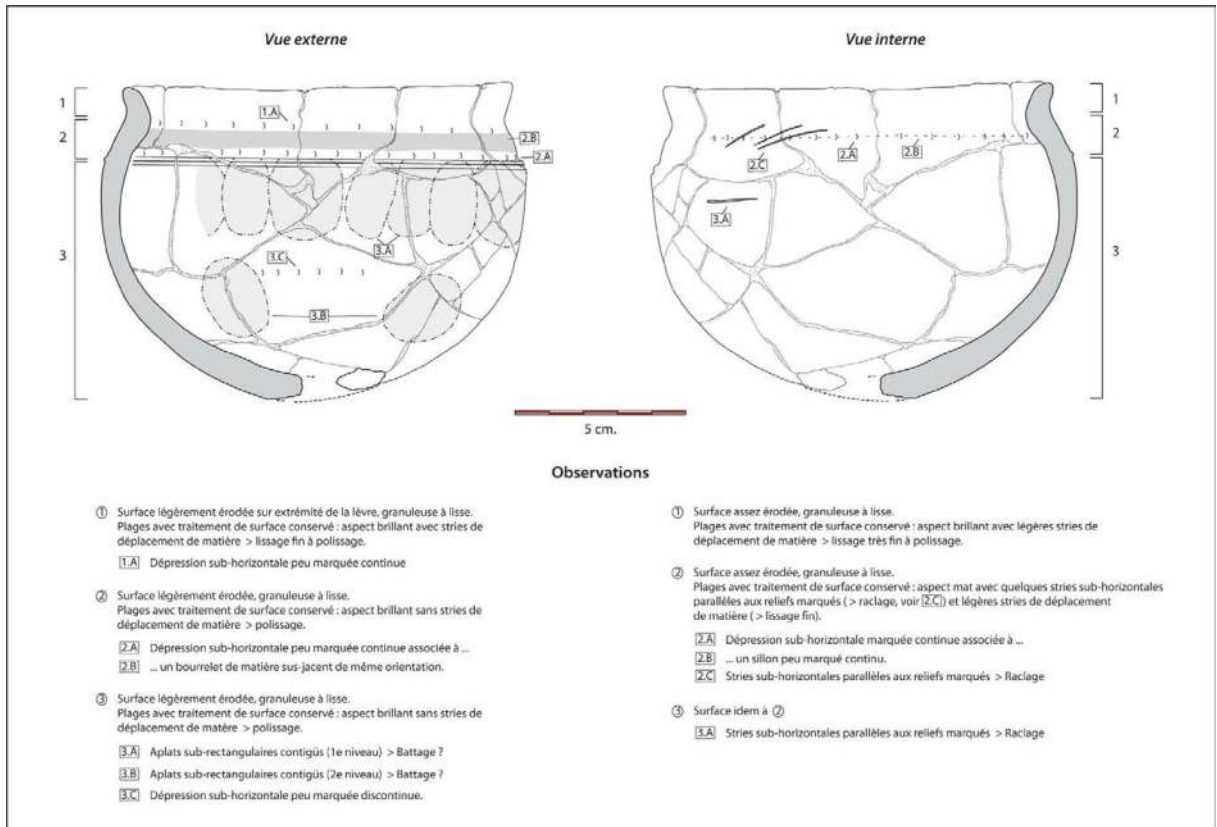 Vue externe
Vue interne
1
2
3
1.A
2.B
2.A
3.A
3.C
3.B
1
2
3
2.C
2.A
2.B
3.A
5 cm.
Observations
① Surface légèrement érodée sur extrémité de la lèvre, granuleuse à lisse.
Plages avec traitement de surface conservé : aspect brillant avec stries de
déplacement de matière > lissage fin à polissage.
1.A Dépression sub-horizontale peu marquée continue
② Surface légèrement érodée, granuleuse à lisse.
Plages avec traitement de surface conservé : aspect brillant sans stries de
déplacement de matière > polissage.
2.A Dépression sub-horizontale peu marquée continue associée à ...
2.B ... un bourrelet de matière sus-jacent de même orientation.
③ Surface légèrement érodée, granuleuse à lisse.
Plages avec traitement de surface conservé : aspect brillant sans stries de
déplacement de matère > polissage.
3.A Aplats sub-rectangulaires contigüs (1e niveau) > Battage ?
3.B Aplats sub-rectangulaires contigüs (2e niveau) > Battage ?
3.C Dépression sub-horizontale peu marquée discontinue.
① Surface assez érodée, granuleuse à lisse.
Plages avec traitement de surface conservé : aspect brillant avec légères stries de
déplacement de matière > lissage très fin à polissage.
② Surface assez érodée, granuleuse à lisse.
Plages avec traitement de surface conservé : aspect mat avec quelques stries sub-horizontales
parallèles aux reliefs marqués ( > raclage, voir 2.C) et légères stries de déplacement
de matière ( > lissage fin).
2.A Dépression sub-horizontale marquée continue associée à ...
2.B ... un sillon peu marqué continu.
2.C Stries sub-horizontales parallèles aux reliefs marqués > Raclage
③ Surface idem à ②
3.A Stries sub-horizontales parallèles aux reliefs marqués > Raclage